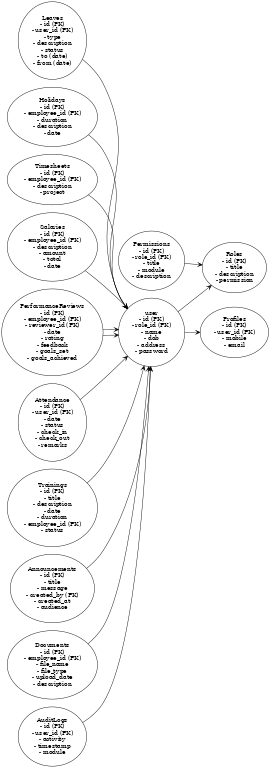 Leaves
- id (PK)
- user_id (FK)
- type
- description
- status
- to (date)
- from (date)
Holidays
- id (PK)
- employee_id (FK)
- duration
- description
- date
Timesheets
- id (PK)
- employee_id (FK)
- description
- project
Salaries
- id (PK)
- employee_id (FK)
- description
- amount
- total
- date
PerformanceReviews
- id (PK)
- employee_id (FK)
- reviewer_id (FK)
- date
- rating
- feedback
- goals_set
- goals_achieved
Attendance
- id (PK)
- user_id (FK)
- date
- status
- check_in
- check_out
- remarks
Trainings
- id (PK)
- title
- description
- date
- duration
- employee_id (FK)
- status
Announcements
- id (PK)
- title
- message
- created_by (FK)
- created_at
- audience
Documents
- id (PK)
- employee_id (FK)
- file_name
- file_type
- upload_date
- description
AuditLogs
- id (PK)
- user_id (FK)
- activity
- timestamp
- module
Permissions
- id (PK)
- role_id (FK)
- title
- module
- description
user
- id (PK)
- role_id (FK)
- name
- dob
- address
- password
Roles
- id (PK)
- title
- description
- permission
Profiles
- id (PK)
- user_id (FK)
- mobile
- email